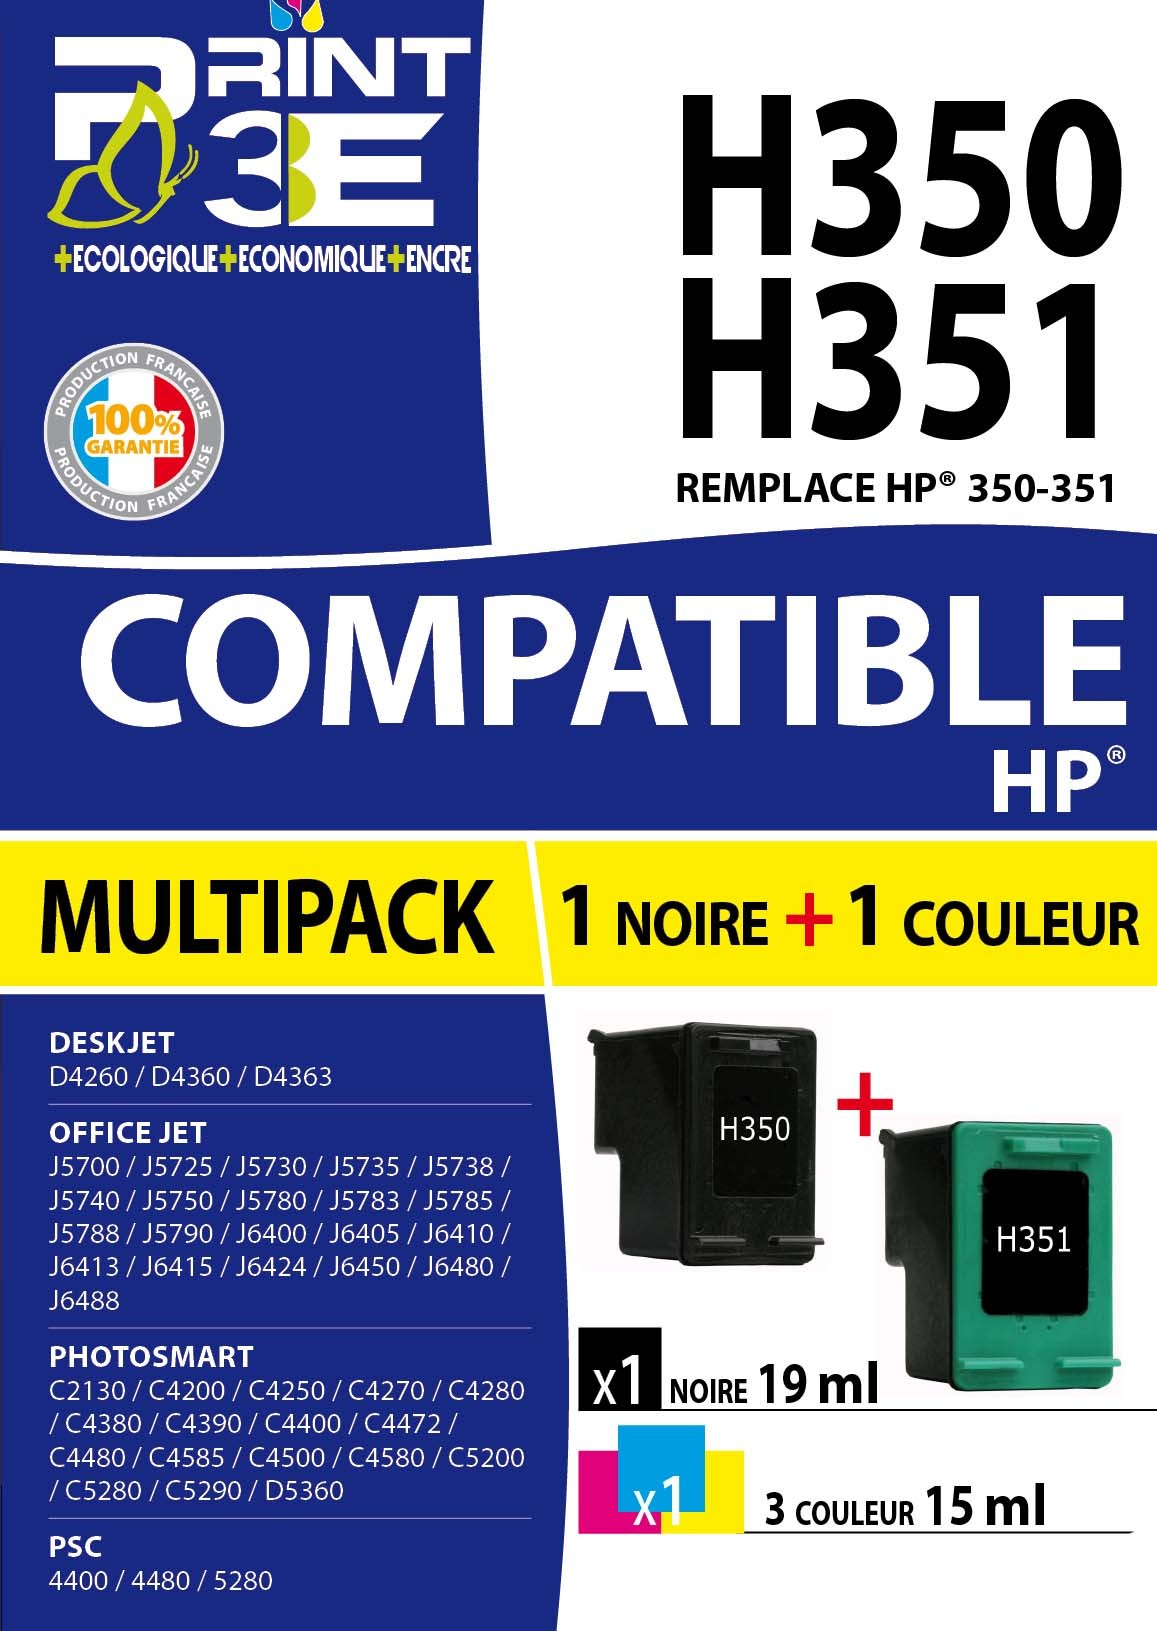 PRINT
3E
+ECOLOGIQUE+ECONOMIQUE+ENCRE
PRODUCTION FRANCAISE
100%
GARANTIE
PRODUCTION FRANCAISE
H350
H351
REMPLACE HP® 350-351
COMPATIBLE
HP®
MULTIPACK
1 NOIRE + 1 COULEUR
DESKJET
D4260 / D4360 / D4363
OFFICE JET
J5700 / J5725 / J5730 / J5735 / J5738 /
J5740 / J5750 / J5780 / J5783 / J5785 /
J5788 / J5790 / J6400 / J6405 / J6410 /
J6413 / J6415 / J6424 / J6450 / J6480 /
J6488
PHOTOSMART
C2130 / C4200 / C4250 / C4270 / C4280
/ C4380 / C4390 / C4400 / C4472 /
C4480 / C4585 / C4500 / C4580 / C5200
/ C5280 / C5290 / D5360
PSC
4400 / 4480 / 5280
H350
+
H351
x1 NOIRE 19 ml
x1 3 COULEUR 15 ml